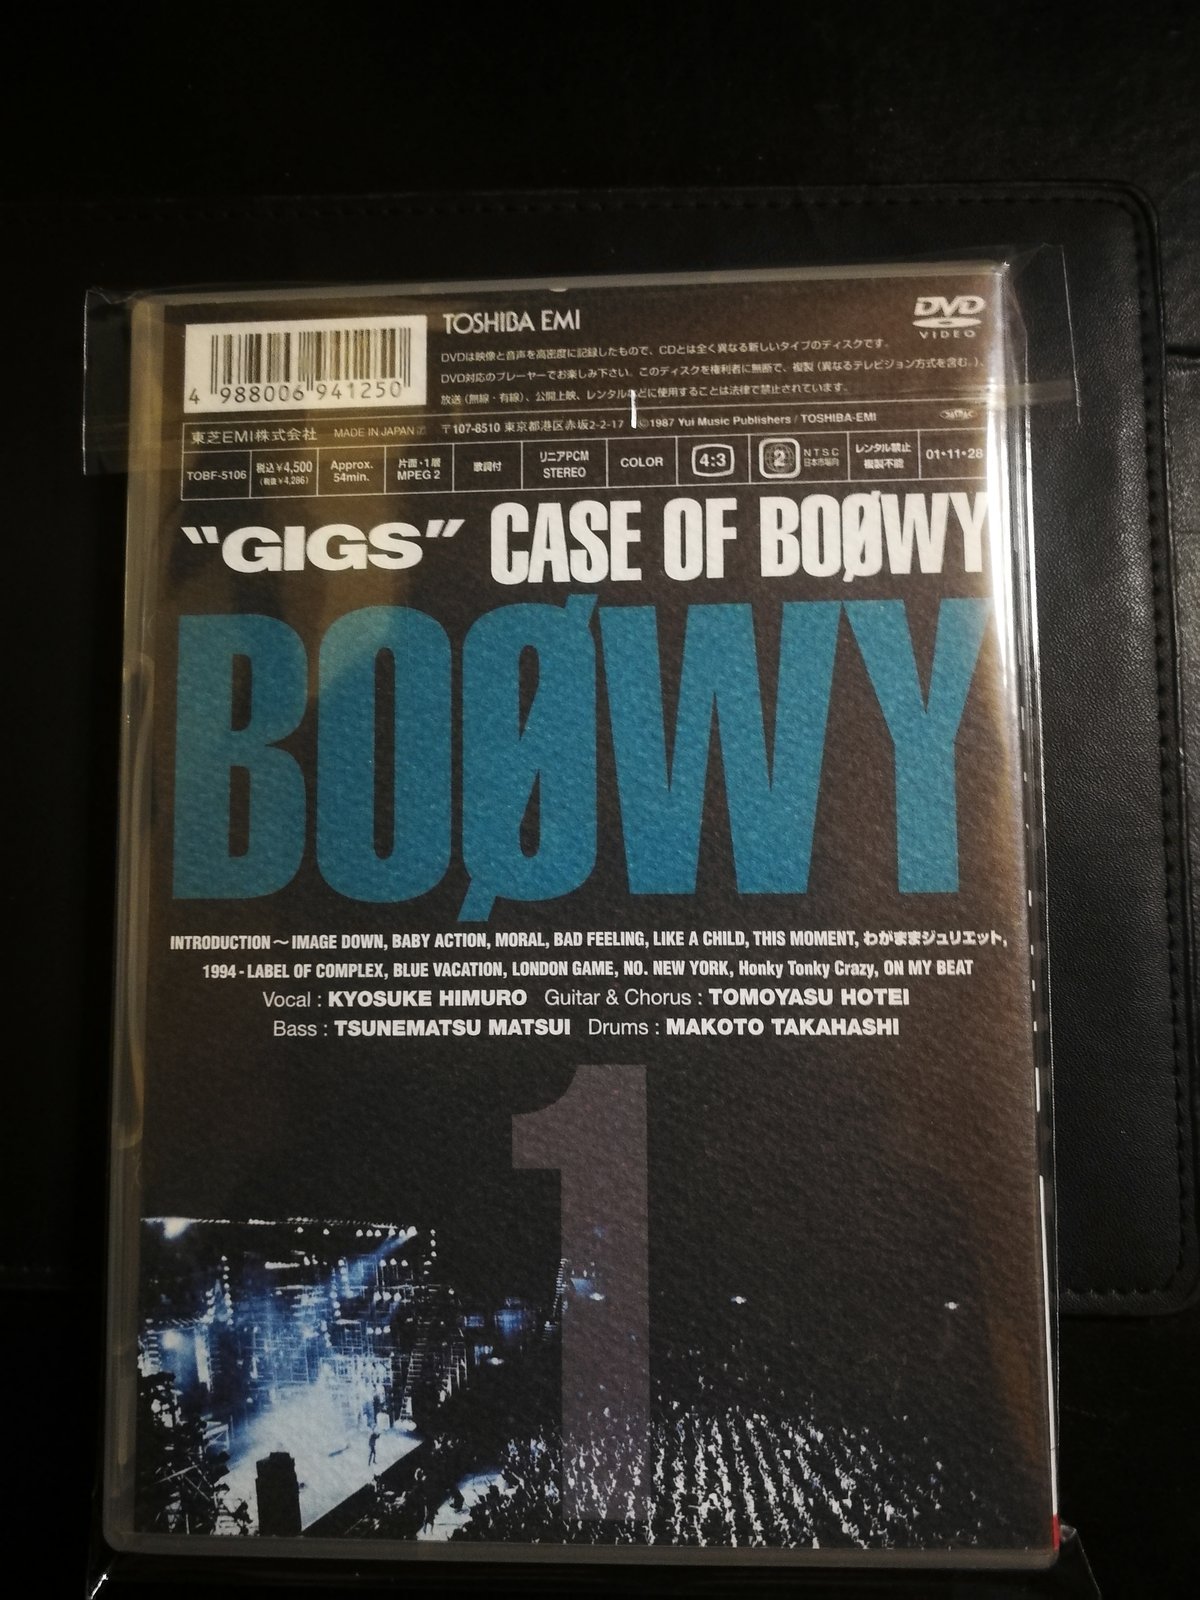 TOSHIBA EMI
DVD
VIDEO
4 988006 941250
DVDは映像と音声を高密度に記録したもので、CDとは全く異なる新しいタイプのディスクです。
DVD対応のプレーヤーでお楽しみ下さい。このディスクを権利者に無断で、複製(異なるテレビジョン方式を含む。)、
放送(無線・有線)、公開上映、レンタルなどに使用することは法律で禁止されています。
東芝EMI株式会社 MADE IN JAPAN 〒107-8510 東京都港区赤坂2-2-17 ©1987 Yui Music Publishers / TOSHIBA-EMI
TOBF-5106 税込¥4,500 (税抜¥4,286) Approx. 54min. 片面・1層 MPEG 2 歌詞付 リニアPCM STEREO COLOR 4:3 2 NTSC 日本市場向 レンタル禁止 複製不能 01・11・28
"GIGS" CASE OF BOØWY
BOØWY
INTRODUCTION～IMAGE DOWN, BABY ACTION, MORAL, BAD FEELING, LIKE A CHILD, THIS MOMENT, わがままジュリエット,
1994-LABEL OF COMPLEX, BLUE VACATION, LONDON GAME, NO. NEW YORK, Honky Tonky Crazy, ON MY BEAT
Vocal : KYOSUKE HIMURO Guitar & Chorus : TOMOYASU HOTEI
Bass : TSUNEMATSU MATSUI Drums : MAKOTO TAKAHASHI
1